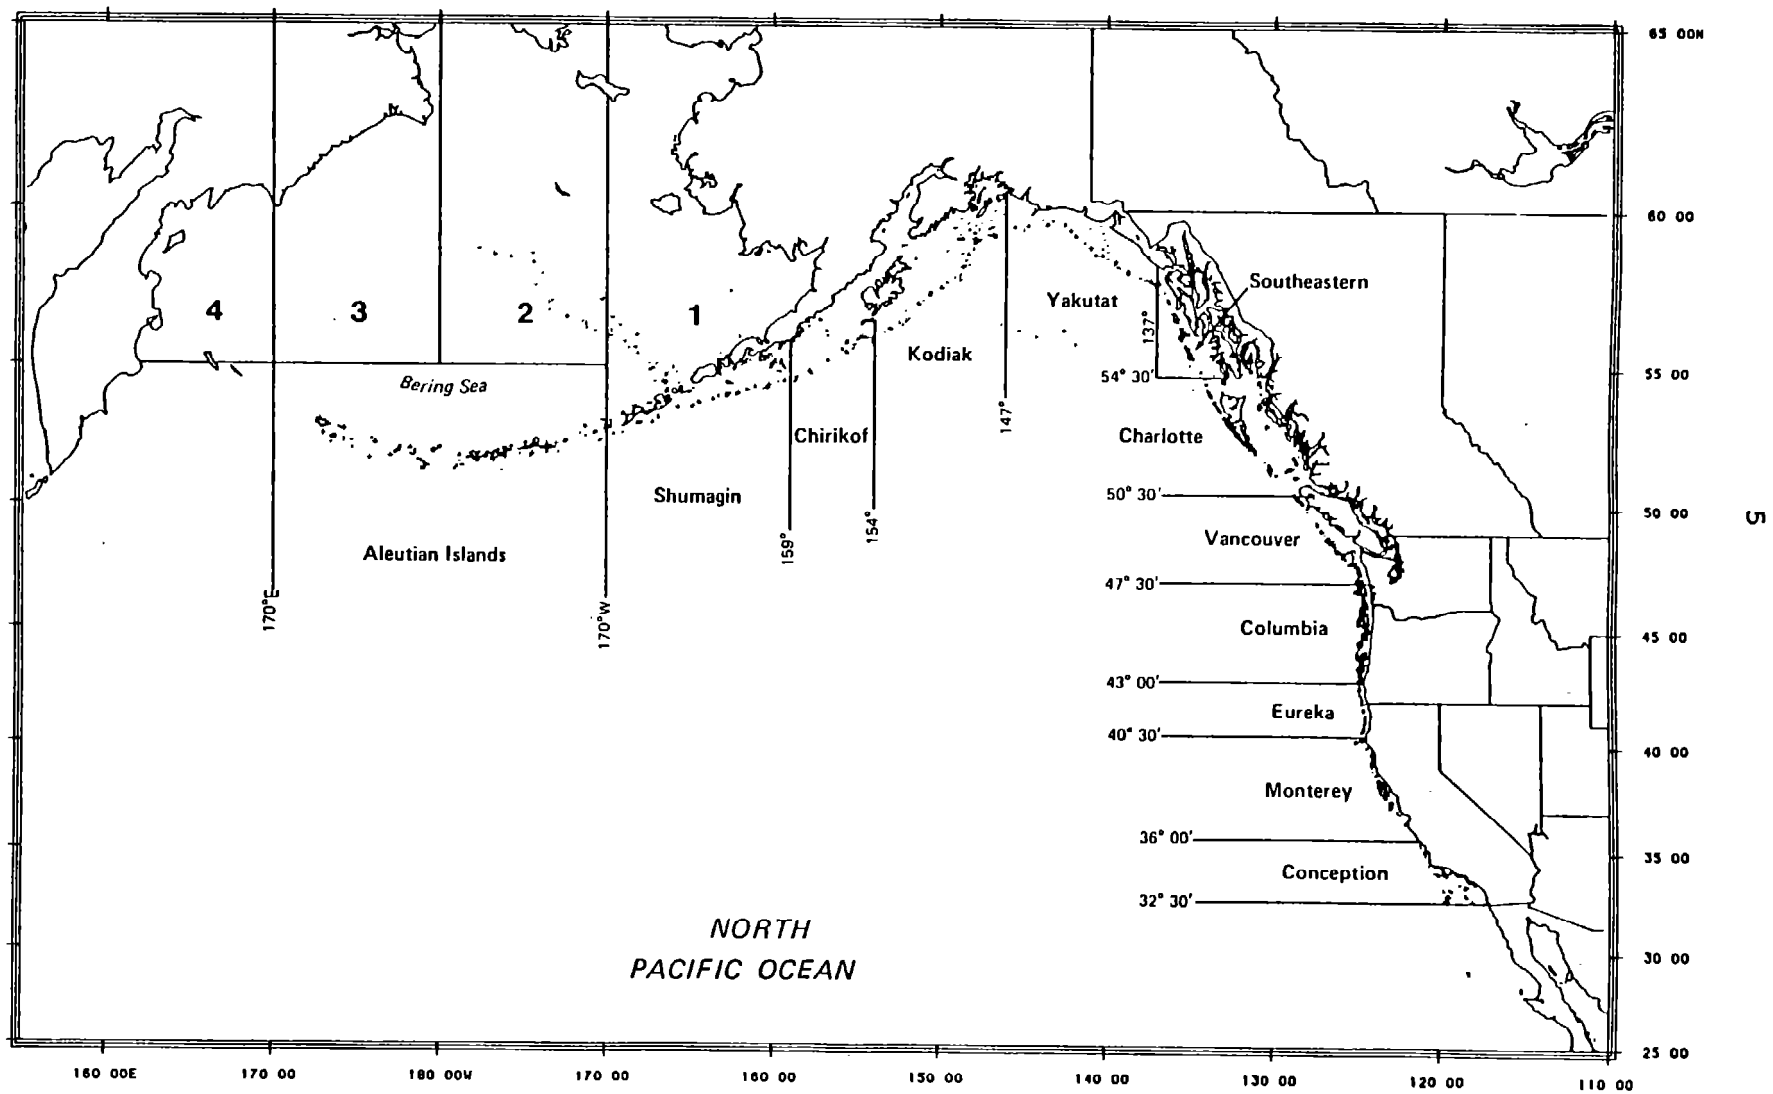 65 00N
60 00
Southeastern
Yakutat
4
3
2
1
137°
Kodiak
55 00
54° 30'
Bering Sea
147°
Chirikof
Charlotte
Shumagin
50° 30'
50 00
5
154°
159°
Vancouver
Aleutian Islands
47° 30'
170°E
170°W
Columbia
45 00
43° 00'
Eureka
40° 30'
40 00
Monterey
36° 00'
35 00
Conception
32° 30'
NORTH
PACIFIC OCEAN
30 00
25 00
160 00E 170 00 180 00W 170 00 160 00 150 00 140 00 130 00 120 00 110 00